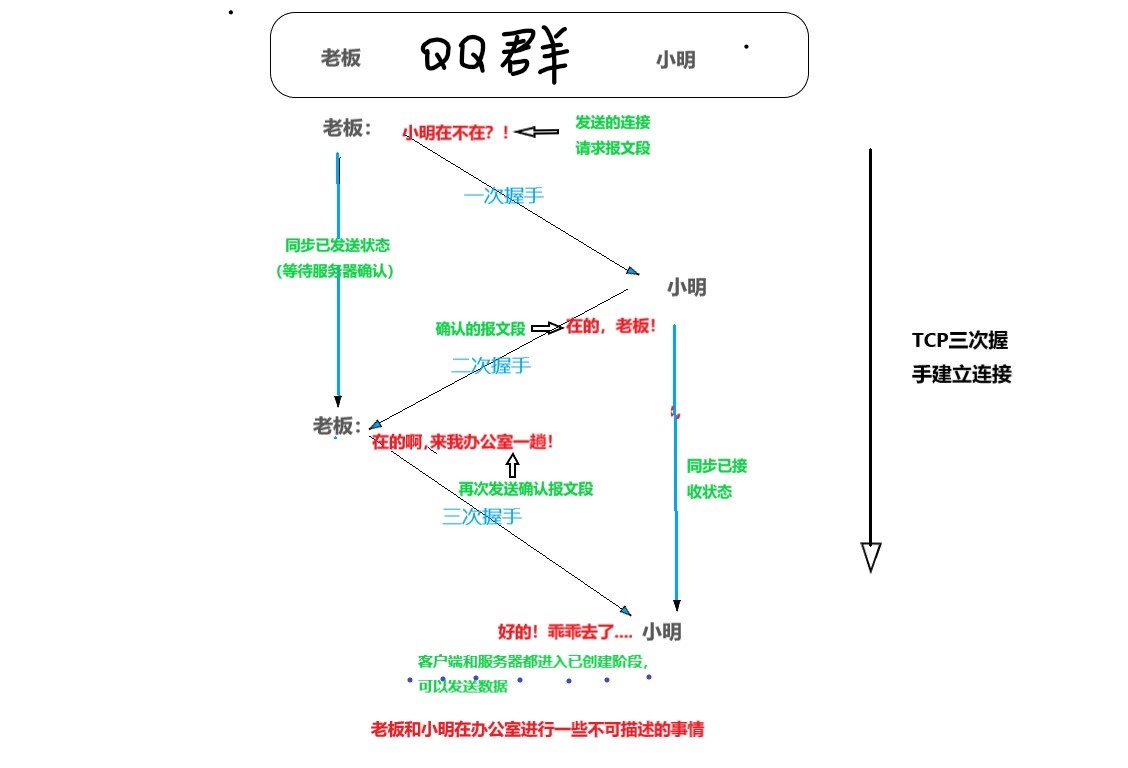 老板 QQ群 小明
老板： 小明在不在？！ 发送的连接
请求报文段
一次握手
同步已发送状态
（等待服务器确认）
小明
确认的报文段 在的，老板！
TCP三次握
手建立连接
二次握手
老板：
在的啊,来我办公室一趟！
同步已接
收状态
再次发送确认报文段
三次握手
好的！乖乖去了.... 小明
客户端和服务器都进入已创建阶段，
可以发送数据
老板和小明在办公室进行一些不可描述的事情